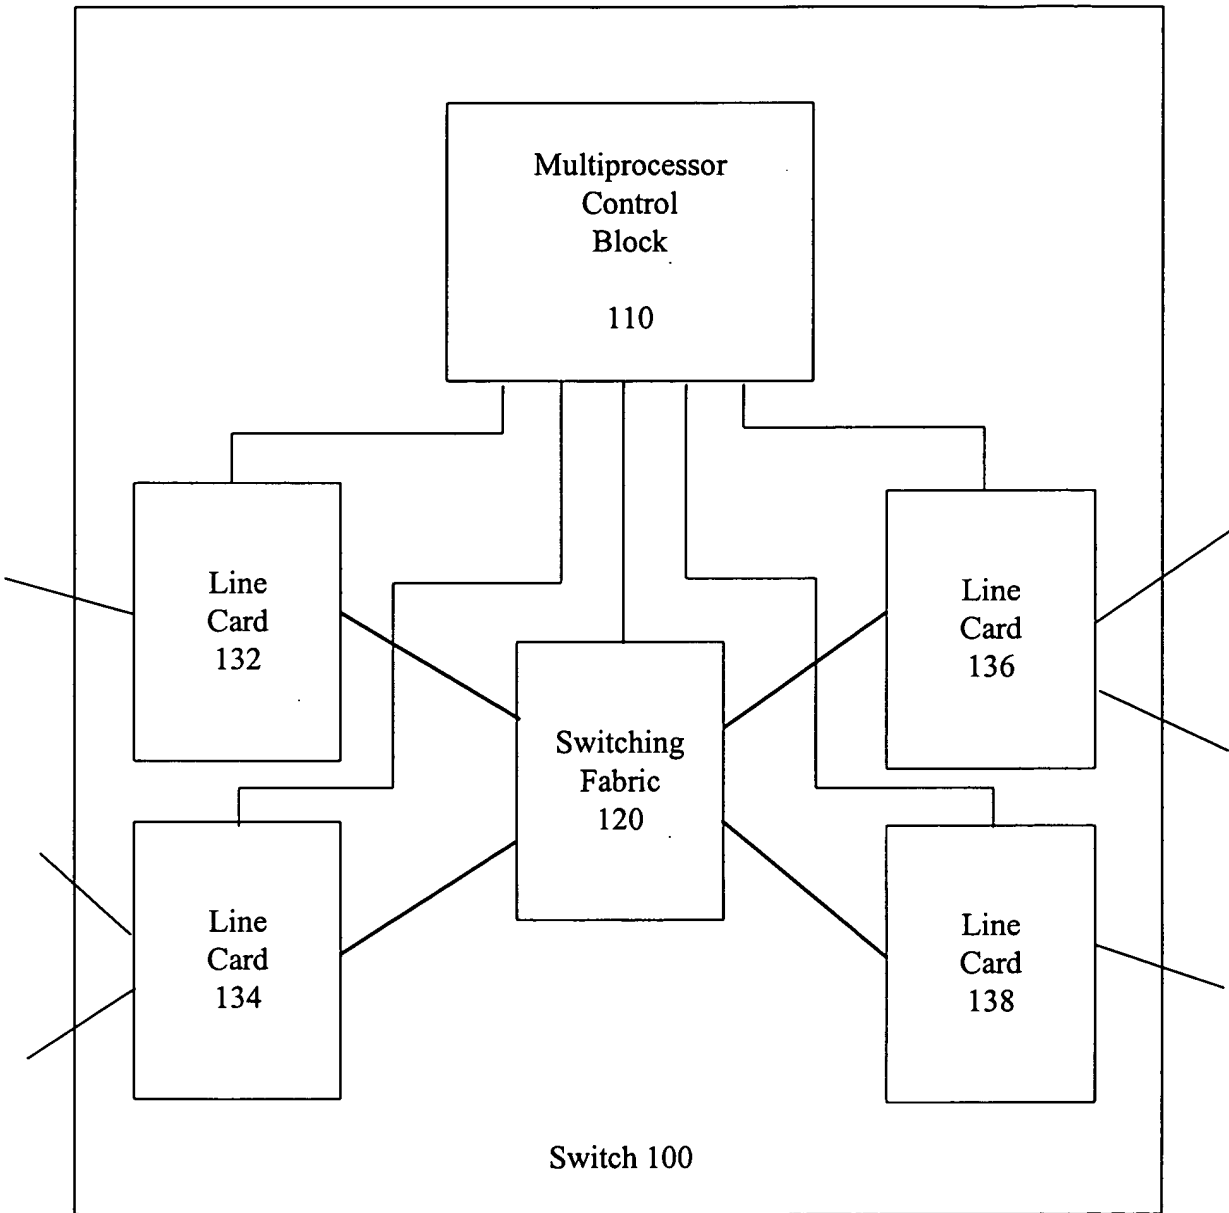 Multiprocessor
Control
Block
110
Line
Card
132
Line
Card
136
Switching
Fabric
120
Line
Card
134
Line
Card
138
Switch 100